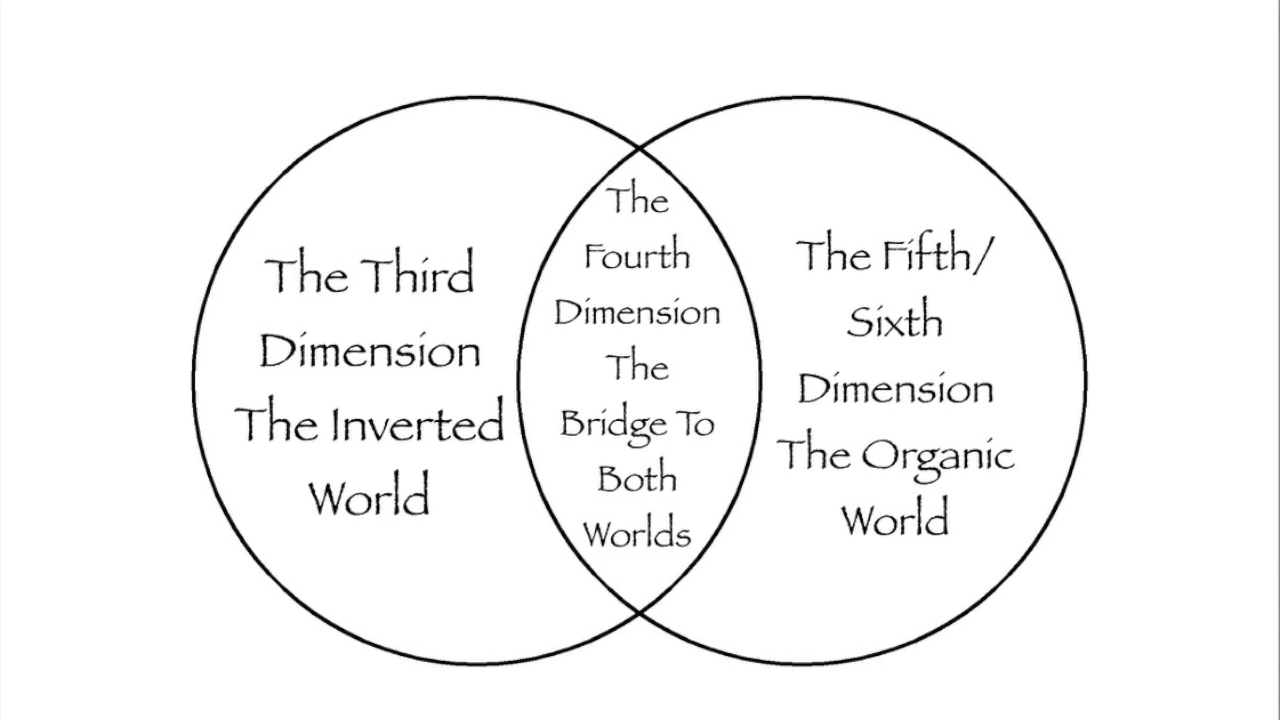 The Third
Dimension
The Inverted
World
The
Fourth
Dimension
The
Bridge To
Both
Worlds
The Fifth/
Sixth
Dimension
The Organic
World